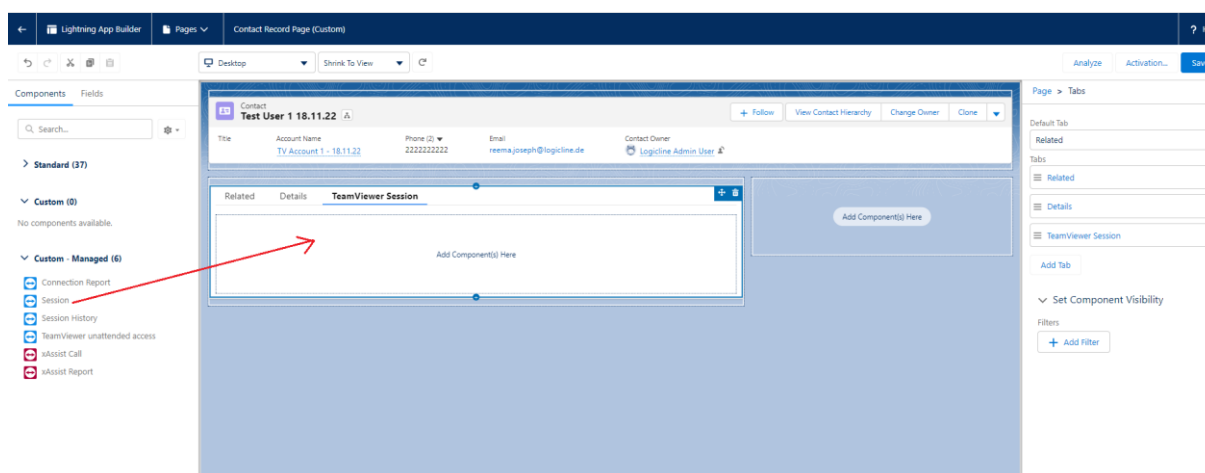 Lightning App Builder
Pages
Contact Record Page (Custom)
?
Desktop
Shrink To View
Analyze
Activation...
Sav
Components
Fields
Search...
Standard (37)
Custom (0)
No components available.
Custom - Managed (6)
Connection Report
Session
Session History
TeamViewer unattended access
xAssist Call
xAssist Report
Contact
Test User 1 18.11.22
+ Follow
View Contact Hierarchy
Change Owner
Clone
Title
Account Name
TV Account 1 - 18.11.22
Phone (2)
2222222222
Email
reema.joseph@logicline.de
Contact Owner
Logicline Admin User
Related
Details
TeamViewer Session
Add Component(s) Here
Add Component(s) Here
Page > Tabs
Default Tab
Related
Tabs
Related
Details
TeamViewer Session
Add Tab
Set Component Visibility
Filters
+ Add Filter